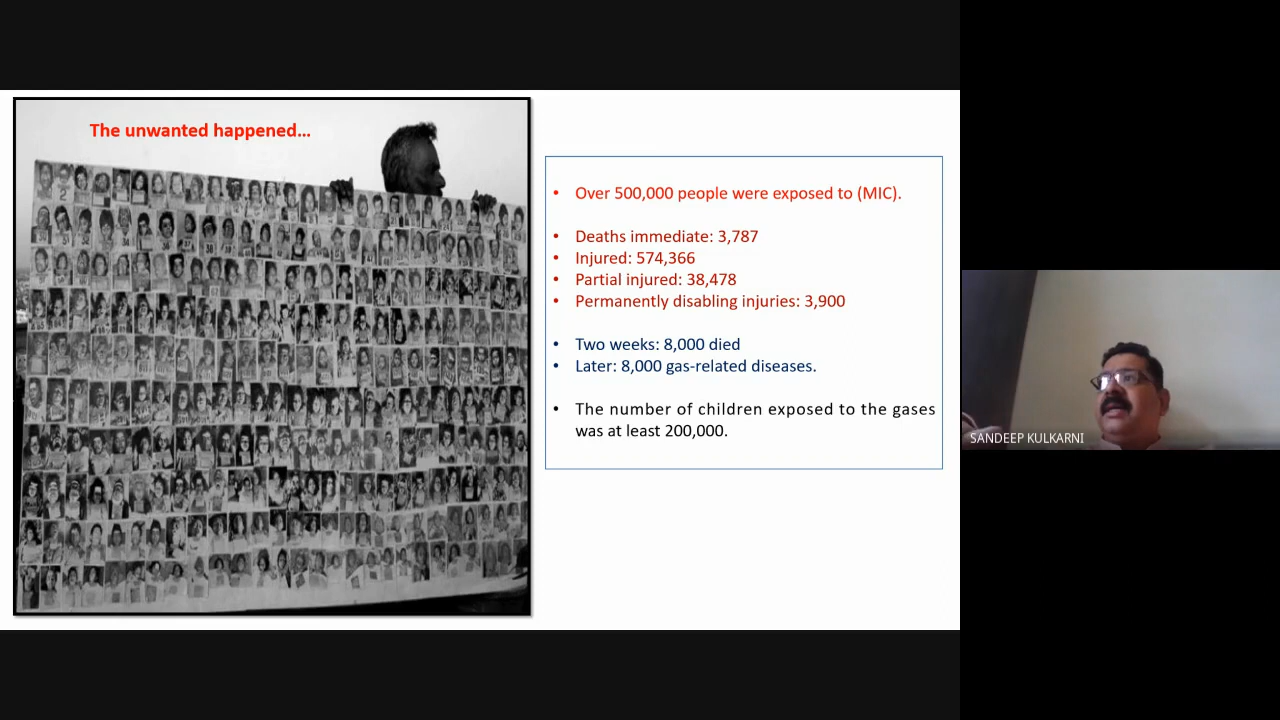 The unwanted happened...
• Over 500,000 people were exposed to (MIC).
• Deaths immediate: 3,787
• Injured: 574,366
• Partial injured: 38,478
• Permanently disabling injuries: 3,900
• Two weeks: 8,000 died
• Later: 8,000 gas-related diseases.
• The number of children exposed to the gases
was at least 200,000.
SANDEEP KULKARNI